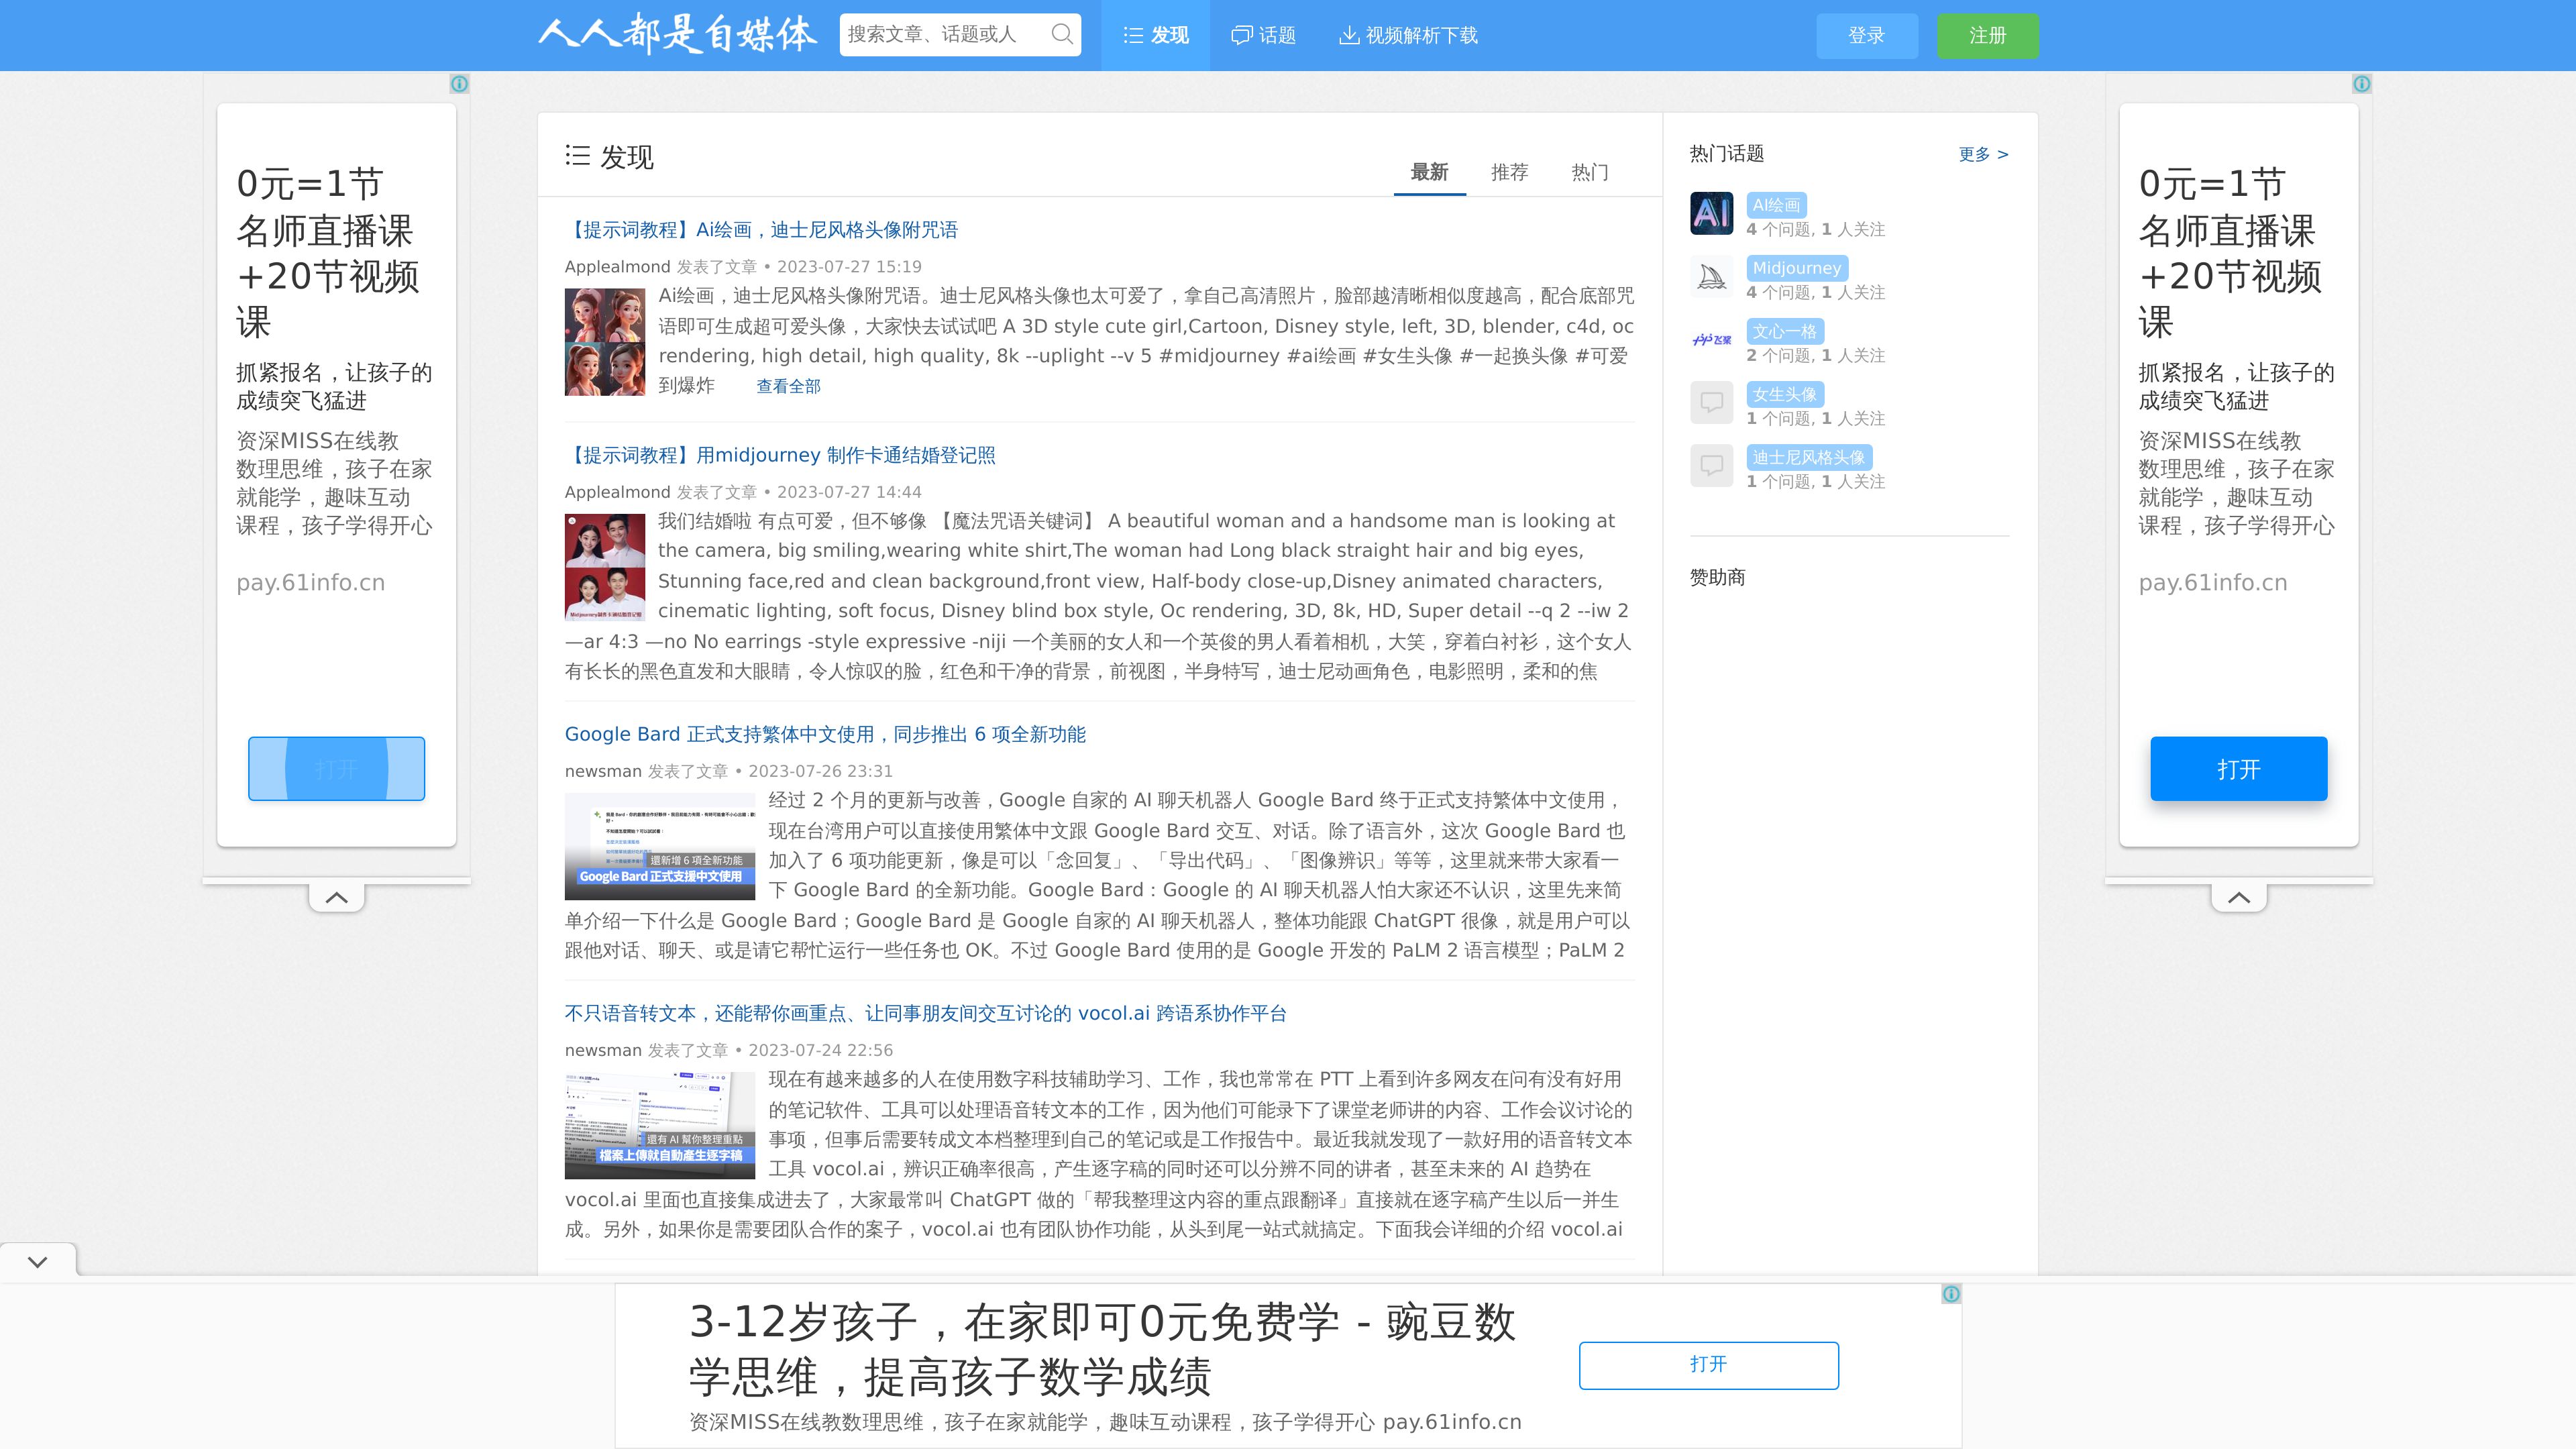 人人都是自媒体
搜索文章、话题或人
发现
话题
视频解析下载
登录
注册
0元=1节
名师直播课
+20节视频
课
抓紧报名，让孩子的
成绩突飞猛进
资深MISS在线教
数理思维，孩子在家
就能学，趣味互动
课程，孩子学得开心
pay.61info.cn
打开
发现
最新
推荐
热门
【提示词教程】Ai绘画，迪士尼风格头像附咒语
Applealmond 发表了文章 • 2023-07-27 15:19
Ai绘画，迪士尼风格头像附咒语。迪士尼风格头像也太可爱了，拿自己高清照片，脸部越清晰相似度越高，配合底部咒
语即可生成超可爱头像，大家快去试试吧 A 3D style cute girl,Cartoon, Disney style, left, 3D, blender, c4d, oc
rendering, high detail, high quality, 8k --uplight --v 5 #midjourney #ai绘画 #女生头像 #一起换头像 #可爱
到爆炸 查看全部
【提示词教程】用midjourney 制作卡通结婚登记照
Applealmond 发表了文章 • 2023-07-27 14:44
Midjourney制作卡通结婚登记照
我们结婚啦 有点可爱，但不够像 【魔法咒语关键词】 A beautiful woman and a handsome man is looking at
the camera, big smiling,wearing white shirt,The woman had Long black straight hair and big eyes,
Stunning face,red and clean background,front view, Half-body close-up,Disney animated characters,
cinematic lighting, soft focus, Disney blind box style, Oc rendering, 3D, 8k, HD, Super detail --q 2 --iw 2
—ar 4:3 —no No earrings -style expressive -niji 一个美丽的女人和一个英俊的男人看着相机，大笑，穿着白衬衫，这个女人
有长长的黑色直发和大眼睛，令人惊叹的脸，红色和干净的背景，前视图，半身特写，迪士尼动画角色，电影照明，柔和的焦
Google Bard 正式支持繁体中文使用，同步推出 6 项全新功能
newsman 发表了文章 • 2023-07-26 23:31
還新增 6 項全新功能
Google Bard 正式支援中文使用
经过 2 个月的更新与改善，Google 自家的 AI 聊天机器人 Google Bard 终于正式支持繁体中文使用，
现在台湾用户可以直接使用繁体中文跟 Google Bard 交互、对话。除了语言外，这次 Google Bard 也
加入了 6 项功能更新，像是可以「念回复」、「导出代码」、「图像辨识」等等，这里就来带大家看一
下 Google Bard 的全新功能。Google Bard：Google 的 AI 聊天机器人怕大家还不认识，这里先来简
单介绍一下什么是 Google Bard；Google Bard 是 Google 自家的 AI 聊天机器人，整体功能跟 ChatGPT 很像，就是用户可以
跟他对话、聊天、或是请它帮忙运行一些任务也 OK。不过 Google Bard 使用的是 Google 开发的 PaLM 2 语言模型；PaLM 2
不只语音转文本，还能帮你画重点、让同事朋友间交互讨论的 vocol.ai 跨语系协作平台
newsman 发表了文章 • 2023-07-24 22:56
還有 AI 幫你整理重點
檔案上傳就自動產生逐字稿
现在有越来越多的人在使用数字科技辅助学习、工作，我也常常在 PTT 上看到许多网友在问有没有好用
的笔记软件、工具可以处理语音转文本的工作，因为他们可能录下了课堂老师讲的内容、工作会议讨论的
事项，但事后需要转成文本档整理到自己的笔记或是工作报告中。最近我就发现了一款好用的语音转文本
工具 vocol.ai，辨识正确率很高，产生逐字稿的同时还可以分辨不同的讲者，甚至未来的 AI 趋势在
vocol.ai 里面也直接集成进去了，大家最常叫 ChatGPT 做的「帮我整理这内容的重点跟翻译」直接就在逐字稿产生以后一并生
成。另外，如果你是需要团队合作的案子，vocol.ai 也有团队协作功能，从头到尾一站式就搞定。下面我会详细的介绍 vocol.ai
热门话题
更多 >
AI
AI绘画
4 个问题, 1 人关注
Midjourney
4 个问题, 1 人关注
飞桨
文心一格
2 个问题, 1 人关注
女生头像
1 个问题, 1 人关注
迪士尼风格头像
1 个问题, 1 人关注
赞助商
0元=1节
名师直播课
+20节视频
课
抓紧报名，让孩子的
成绩突飞猛进
资深MISS在线教
数理思维，孩子在家
就能学，趣味互动
课程，孩子学得开心
pay.61info.cn
打开
3-12岁孩子，在家即可0元免费学 - 豌豆数
学思维，提高孩子数学成绩
资深MISS在线教数理思维，孩子在家就能学，趣味互动课程，孩子学得开心 pay.61info.cn
打开